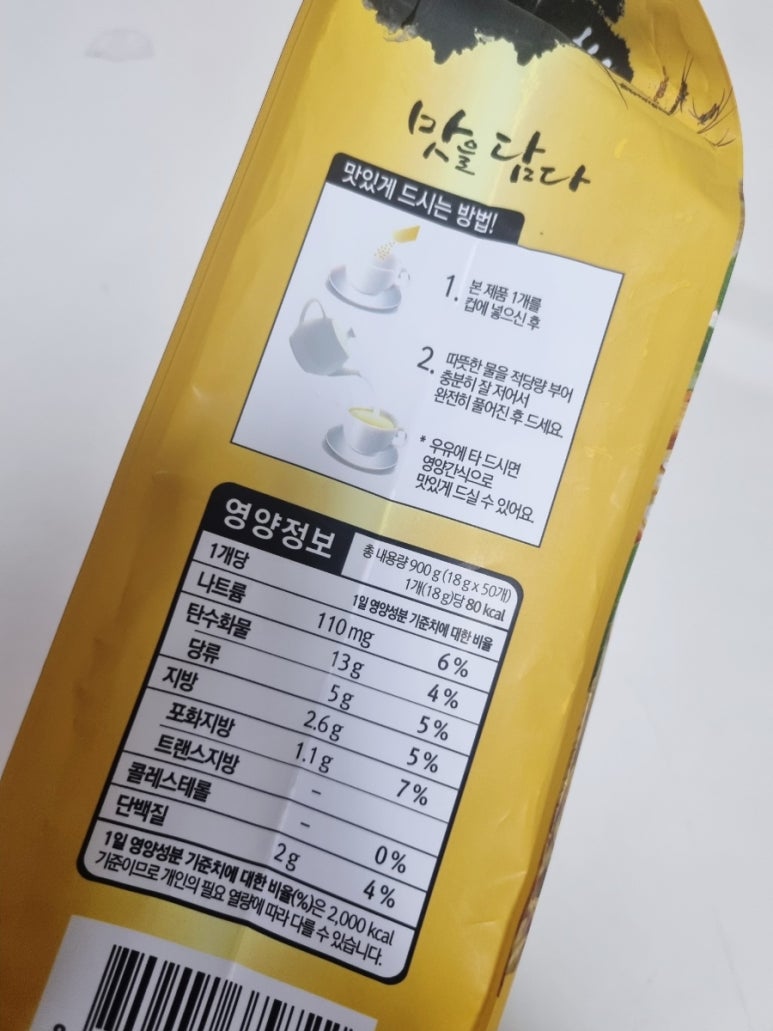 맛을 담다
맛있게 드시는 방법!
1. 본 제품 1개를
컵에 넣으신 후
2. 따뜻한 물을 적당량 부어
충분히 잘 저어서
완전히 풀어진 후 드세요.
* 우유에 타 드시면
영양간식으로
맛있게 드실 수 있어요.
영양정보
총 내용량 900 g (18 g x 50개)
1개(18 g)당 80 kcal
1개당 1일 영양성분 기준치에 대한 비율
나트륨 110 mg 6 %
탄수화물 13 g 4 %
당류 5 g 5 %
지방 2.6 g 5 %
포화지방 1.1 g 7 %
트랜스지방 -
콜레스테롤 - 0 %
단백질 2 g 4 %
1일 영양성분 기준치에 대한 비율(%)은 2,000 kcal
기준이므로 개인의 필요 열량에 따라 다를 수 있습니다.